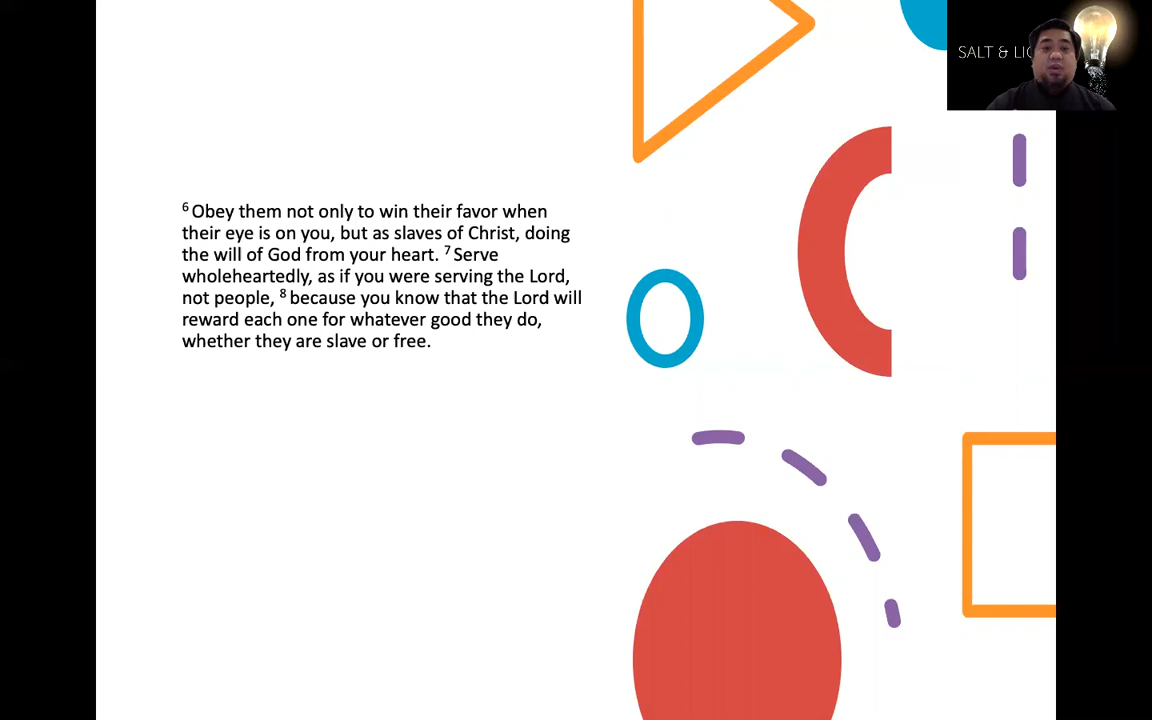 SALT & LI
⁶ Obey them not only to win their favor when
their eye is on you, but as slaves of Christ, doing
the will of God from your heart. ⁷ Serve
wholeheartedly, as if you were serving the Lord,
not people, ⁸ because you know that the Lord will
reward each one for whatever good they do,
whether they are slave or free.